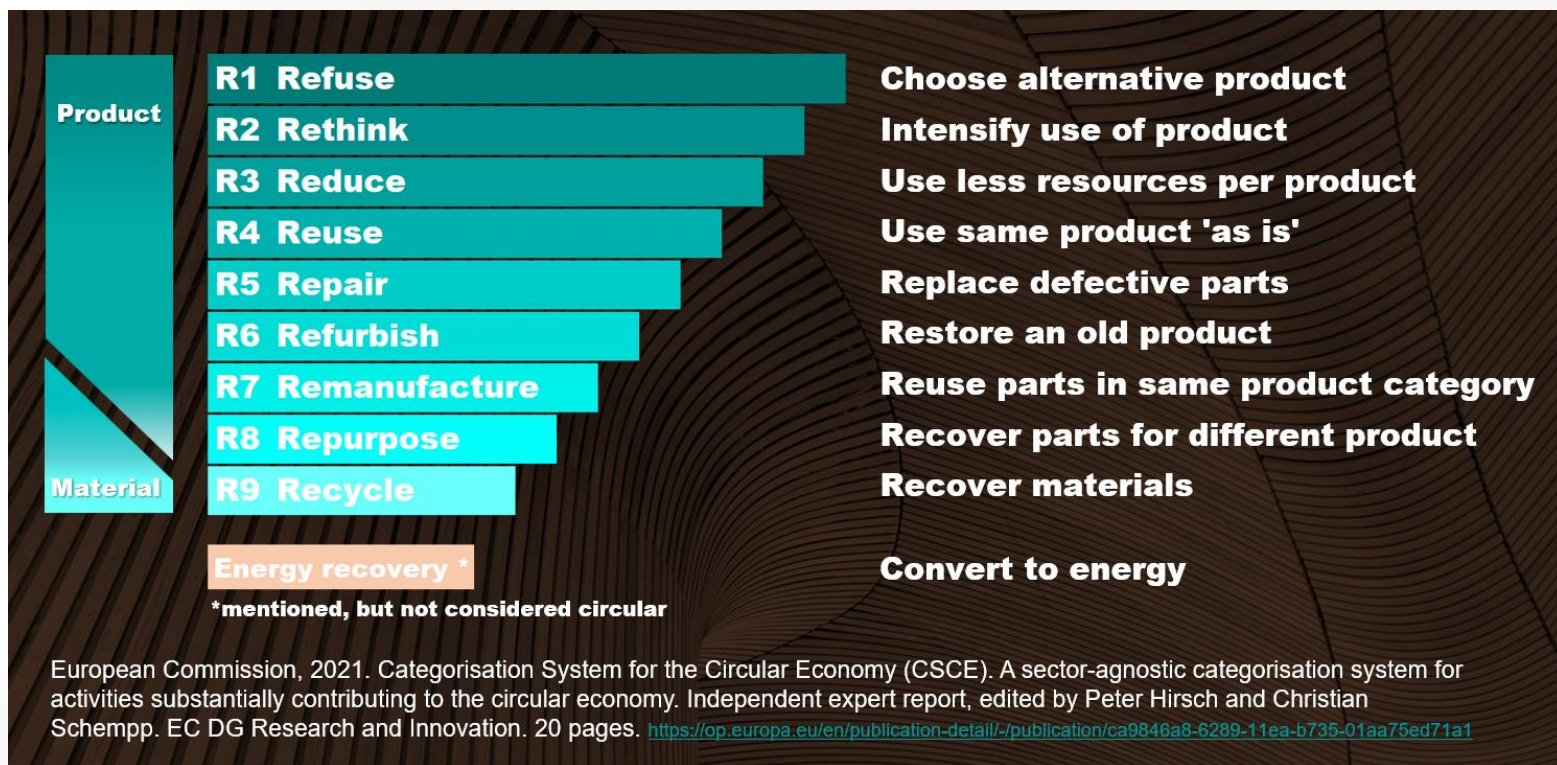 Product
R1 Refuse
Choose alternative product
R2 Rethink
Intensify use of product
R3 Reduce
Use less resources per product
R4 Reuse
Use same product 'as is'
R5 Repair
Replace defective parts
R6 Refurbish
Restore an old product
R7 Remanufacture
Reuse parts in same product category
R8 Repurpose
Recover parts for different product
Material
R9 Recycle
Recover materials
Energy recovery *
Convert to energy
*mentioned, but not considered circular
European Commission, 2021. Categorisation System for the Circular Economy (CSCE). A sector-agnostic categorisation system for
activities substantially contributing to the circular economy. Independent expert report, edited by Peter Hirsch and Christian
Schempp. EC DG Research and Innovation. 20 pages. https://op.europa.eu/en/publication-detail/-/publication/ca9846a8-6289-11ea-b735-01aa75ed71a1